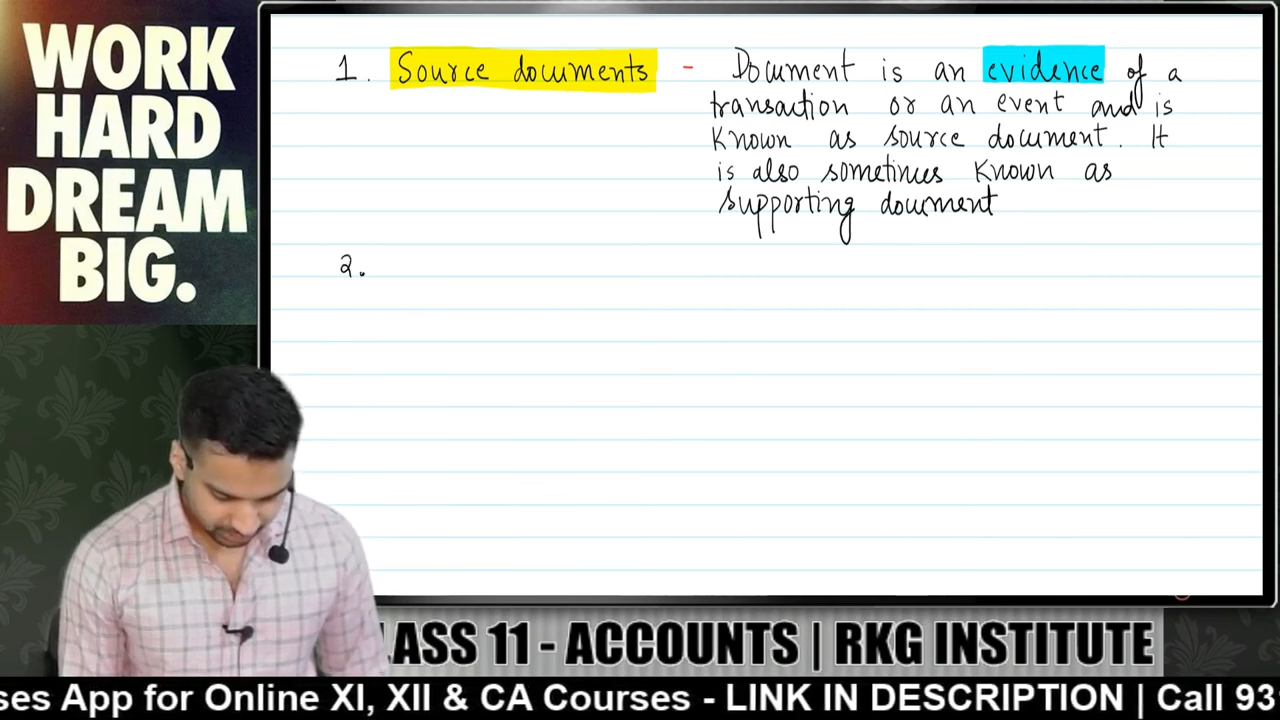 WORK
HARD
DREAM
BIG.
1. Source documents - Document is an evidence of a
transaction or an event and is
known as source document. It
is also sometimes known as
supporting document
2.
LASS 11 - ACCOUNTS | RKG INSTITUTE
ses App for Online XI, XII & CA Courses - LINK IN DESCRIPTION | Call 93